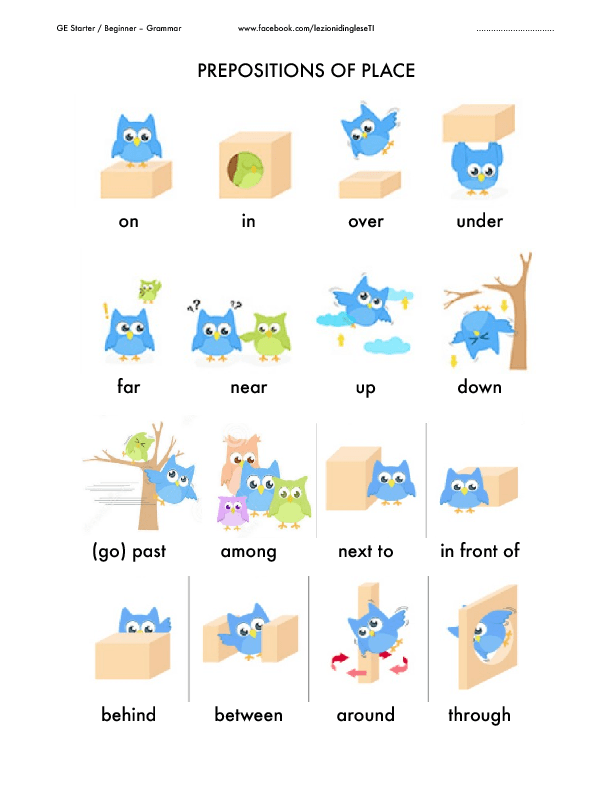 GE Starter / Beginner – Grammar www.facebook.com/lezionidingleseTI ...............................
PREPOSITIONS OF PLACE
on in over under
! ? ? ? ?
far near up down
(go) past among next to in front of
behind between around through